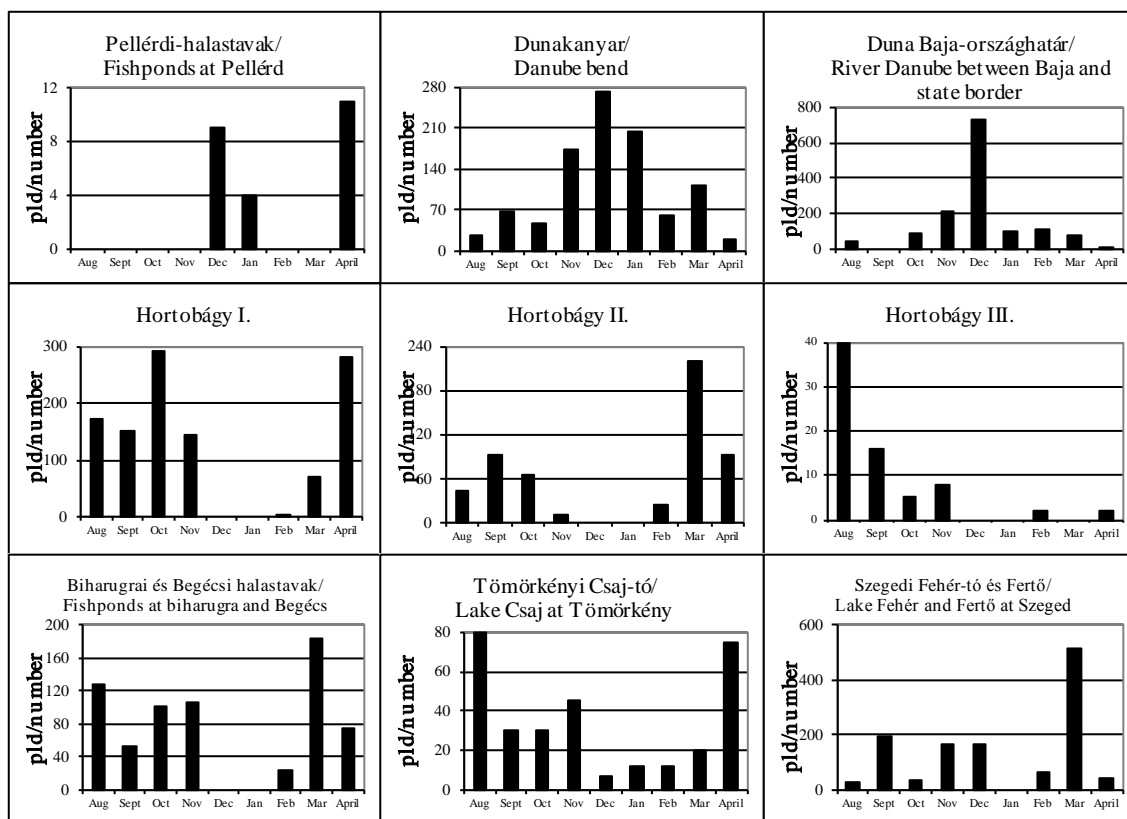 Pellérdi-halastavak/
Fishponds at Pellérd
pld/number
12
8
4
0
Aug Sept Oct Nov Dec Jan Feb Mar April
Dunakanyar/
Danube bend
pld/number
280
210
140
70
0
Aug Sept Oct Nov Dec Jan Feb Mar April
Duna Baja-országhatár/
River Danube between Baja and
state border
pld/number
800
600
400
200
0
Aug Sept Oct Nov Dec Jan Feb Mar April
Hortobágy I.
pld/number
300
200
100
0
Aug Sept Oct Nov Dec Jan Feb Mar April
Hortobágy II.
pld/number
240
180
120
60
0
Aug Sept Oct Nov Dec Jan Feb Mar April
Hortobágy III.
pld/number
40
30
20
10
0
Aug Sept Oct Nov Dec Jan Feb Mar April
Biharugrai és Begécsi halastavak/
Fishponds at biharugra and Begécs
pld/number
200
160
120
80
40
0
Aug Sept Oct Nov Dec Jan Feb Mar April
Tömörkényi Csaj-tó/
Lake Csaj at Tömörkény
pld/number
80
60
40
20
0
Aug Sept Oct Nov Dec Jan Feb Mar April
Szegedi Fehér-tó és Fertő/
Lake Fehér and Fertő at Szeged
pld/number
600
400
200
0
Aug Sept Oct Nov Dec Jan Feb Mar April